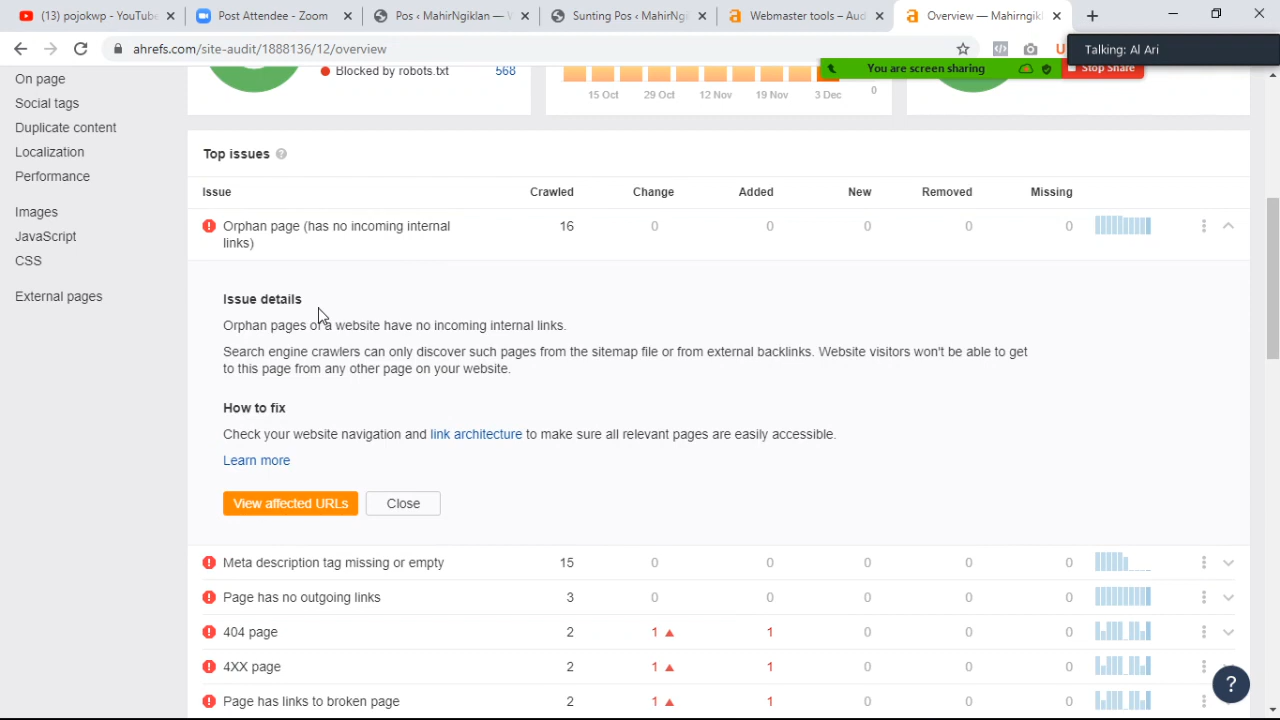 (13) pojokwp - YouTube
Post Attendee - Zoom
Pos ‹ MahirNgiklan — W
Sunting Pos ‹ MahirNgi
Webmaster tools – Aud
Overview — Mahirngikl
ahrefs.com/site-audit/1888136/12/overview
Talking: Al Ari
You are screen sharing
Stop Share
On page
Social tags
Duplicate content
Localization
Performance
Images
JavaScript
CSS
External pages
Blocked by robots.txt 568
15 Oct 29 Oct 12 Nov 19 Nov 3 Dec 0
Top issues ?
Issue Crawled Change Added New Removed Missing
Orphan page (has no incoming internal 16 0 0 0 0 0
links)
Issue details
Orphan pages of a website have no incoming internal links.
Search engine crawlers can only discover such pages from the sitemap file or from external backlinks. Website visitors won't be able to get
to this page from any other page on your website.
How to fix
Check your website navigation and link architecture to make sure all relevant pages are easily accessible.
Learn more
View affected URLs Close
Meta description tag missing or empty 15 0 0 0 0 0
Page has no outgoing links 3 0 0 0 0 0
404 page 2 1 1 0 0 0
4XX page 2 1 1 0 0 0
Page has links to broken page 2 1 1 0 0 0
?